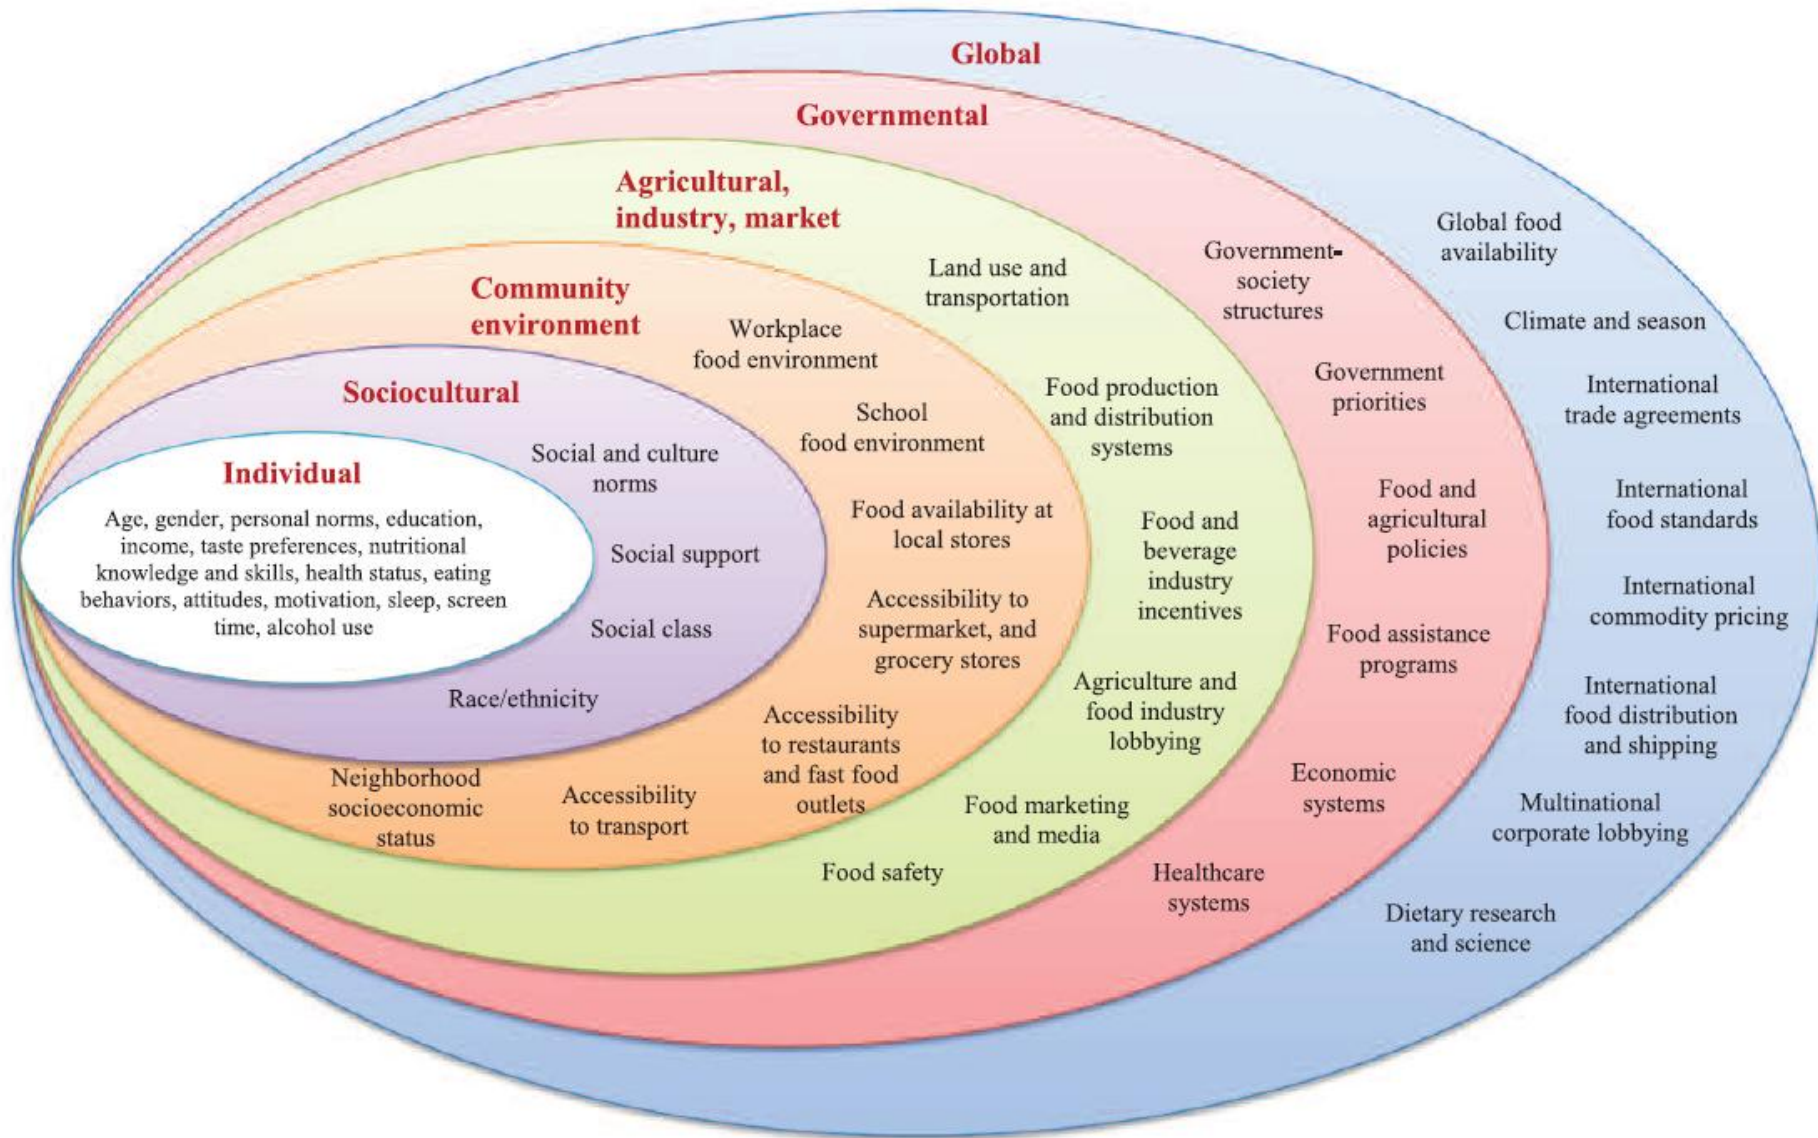 Global
Governmental
Agricultural,
industry, market
Community
environment
Sociocultural
Individual
Age, gender, personal norms, education,
income, taste preferences, nutritional
knowledge and skills, health status, eating
behaviors, attitudes, motivation, sleep, screen
time, alcohol use
Social and culture
norms
Social support
Social class
Race/ethnicity
Workplace
food environment
School
food environment
Food availability at
local stores
Accessibility to
supermarket, and
grocery stores
Accessibility
to restaurants
and fast food
outlets
Accessibility
to transport
Neighborhood
socioeconomic
status
Land use and
transportation
Food production
and distribution
systems
Food and
beverage
industry
incentives
Agriculture and
food industry
lobbying
Food marketing
and media
Food safety
Government-
society
structures
Government
priorities
Food and
agricultural
policies
Food assistance
programs
Economic
systems
Healthcare
systems
Global food
availability
Climate and season
International
trade agreements
International
food standards
International
commodity pricing
International
food distribution
and shipping
Multinational
corporate lobbying
Dietary research
and science